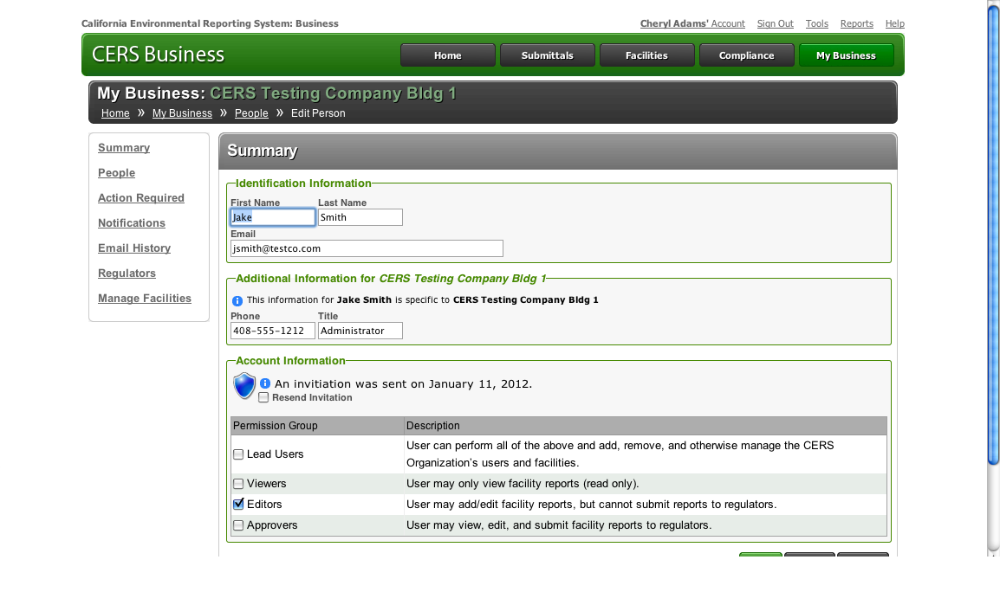 California Environmental Reporting System: Business
Cheryl Adams' Account Sign Out Tools Reports Help
CERS Business
Home Submittals Facilities Compliance My Business
My Business: CERS Testing Company Bldg 1
Home » My Business » People » Edit Person
Summary
People
Action Required
Notifications
Email History
Regulators
Manage Facilities
Summary
Identification Information
First Name Last Name
Jake Smith
Email
jsmith@testco.com
Additional Information for CERS Testing Company Bldg 1
This information for Jake Smith is specific to CERS Testing Company Bldg 1
Phone Title
408-555-1212 Administrator
Account Information
An invitiation was sent on January 11, 2012.
Resend Invitation
Permission Group Description
Lead Users User can perform all of the above and add, remove, and otherwise manage the CERS
Organization's users and facilities.
Viewers User may only view facility reports (read only).
Editors User may add/edit facility reports, but cannot submit reports to regulators.
Approvers User may view, edit, and submit facility reports to regulators.